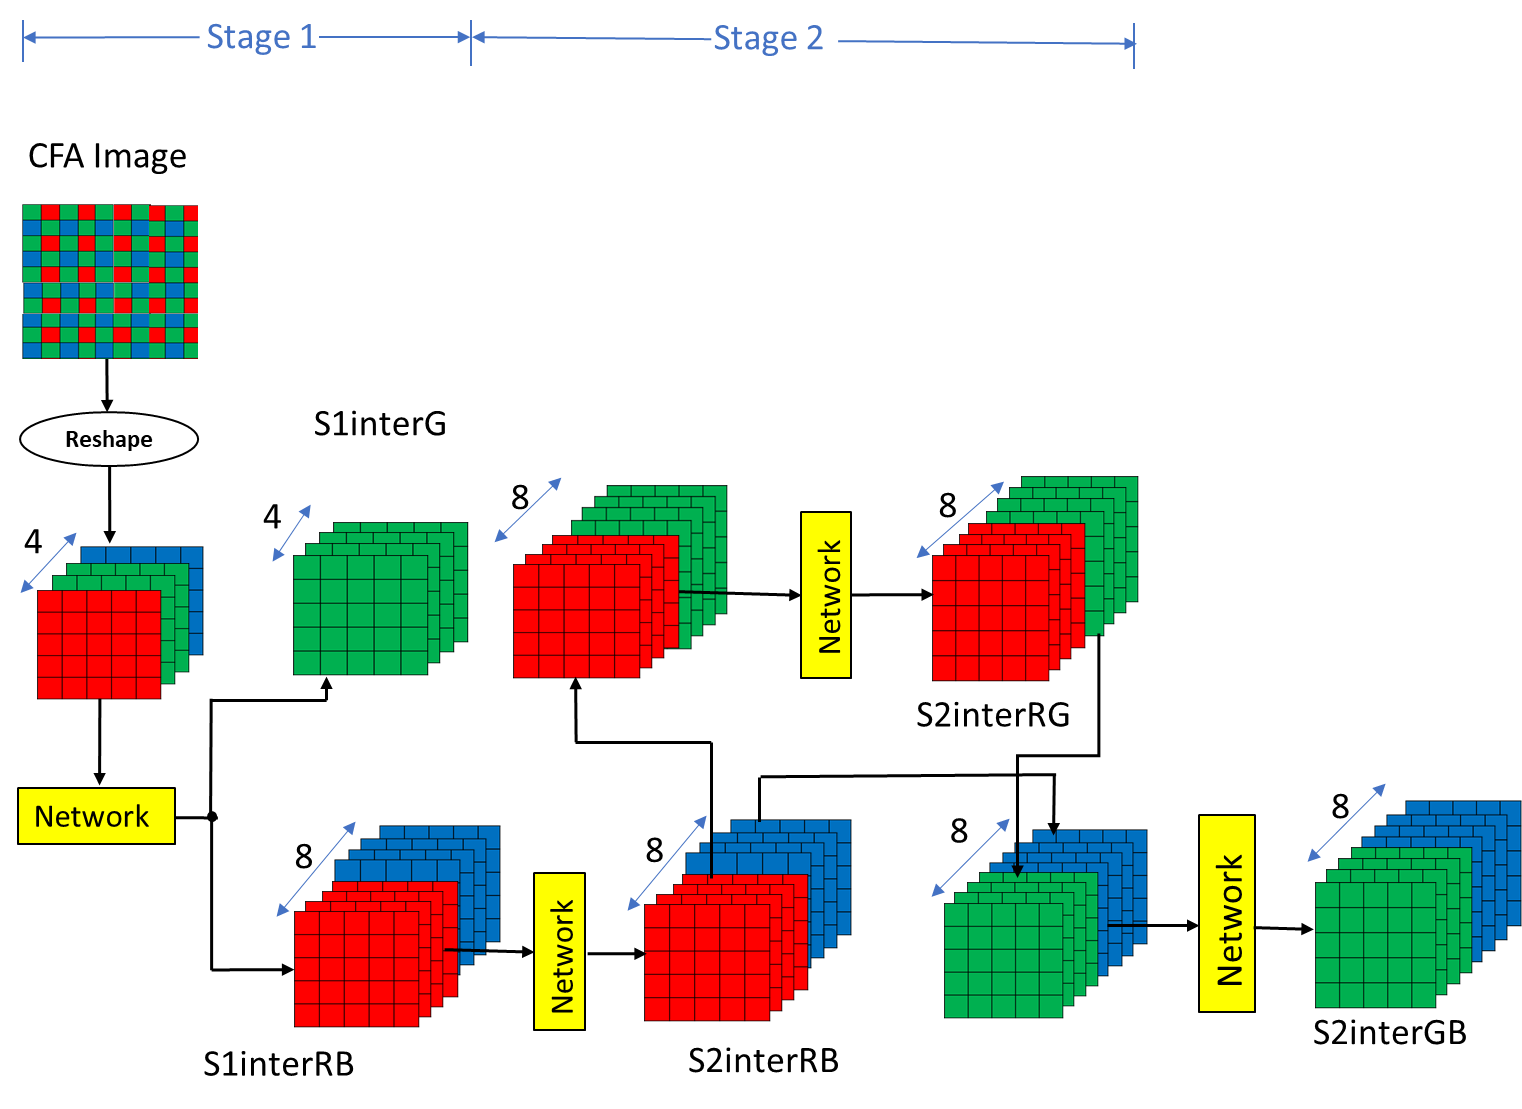 Stage 1
Stage 2
CFA Image
Reshape
S1interG
4
4
8
8
Network
S2interRG
Network
8
8
8
8
Network
Network
S1interRB
S2interRB
S2interGB